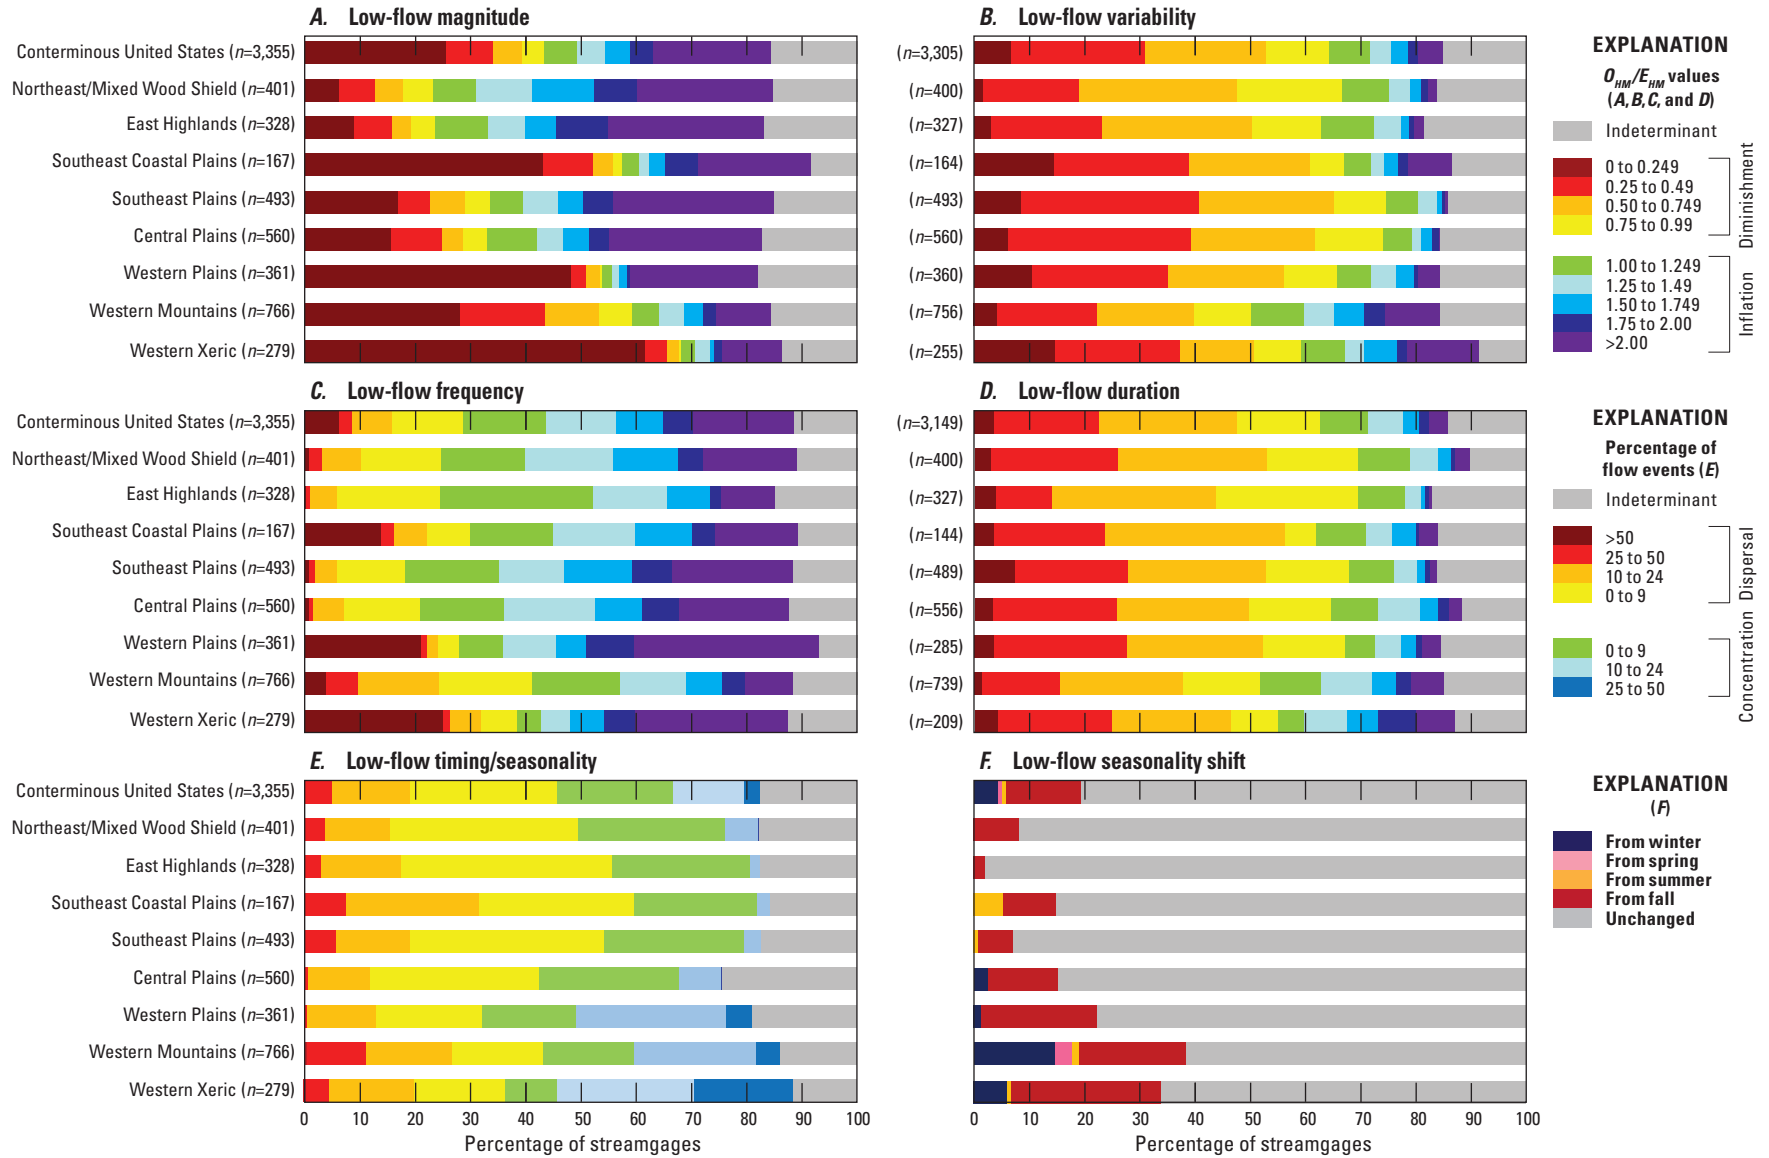 A. Low-flow magnitude
Conterminous United States (n=3,355)
Northeast/Mixed Wood Shield (n=401)
East Highlands (n=328)
Southeast Coastal Plains (n=167)
Southeast Plains (n=493)
Central Plains (n=560)
Western Plains (n=361)
Western Mountains (n=766)
Western Xeric (n=279)
B. Low-flow variability
(n=3,305)
(n=400)
(n=327)
(n=164)
(n=493)
(n=560)
(n=360)
(n=756)
(n=255)
EXPLANATION
OHM/EHM values
(A, B, C, and D)
Indeterminant
0 to 0.249
0.25 to 0.49
0.50 to 0.749
0.75 to 0.99
Diminishment
1.00 to 1.249
1.25 to 1.49
1.50 to 1.749
1.75 to 2.00
>2.00
Inflation
C. Low-flow frequency
Conterminous United States (n=3,355)
Northeast/Mixed Wood Shield (n=401)
East Highlands (n=328)
Southeast Coastal Plains (n=167)
Southeast Plains (n=493)
Central Plains (n=560)
Western Plains (n=361)
Western Mountains (n=766)
Western Xeric (n=279)
D. Low-flow duration
(n=3,149)
(n=400)
(n=327)
(n=144)
(n=489)
(n=556)
(n=285)
(n=739)
(n=209)
EXPLANATION
Percentage of
flow events (E)
Indeterminant
>50
25 to 50
10 to 24
0 to 9
Dispersal
0 to 9
10 to 24
25 to 50
Concentration
E. Low-flow timing/seasonality
Conterminous United States (n=3,355)
Northeast/Mixed Wood Shield (n=401)
East Highlands (n=328)
Southeast Coastal Plains (n=167)
Southeast Plains (n=493)
Central Plains (n=560)
Western Plains (n=361)
Western Mountains (n=766)
Western Xeric (n=279)
0 10 20 30 40 50 60 70 80 90 100
Percentage of streamgages
F. Low-flow seasonality shift
0 10 20 30 40 50 60 70 80 90 100
Percentage of streamgages
EXPLANATION
(F)
From winter
From spring
From summer
From fall
Unchanged